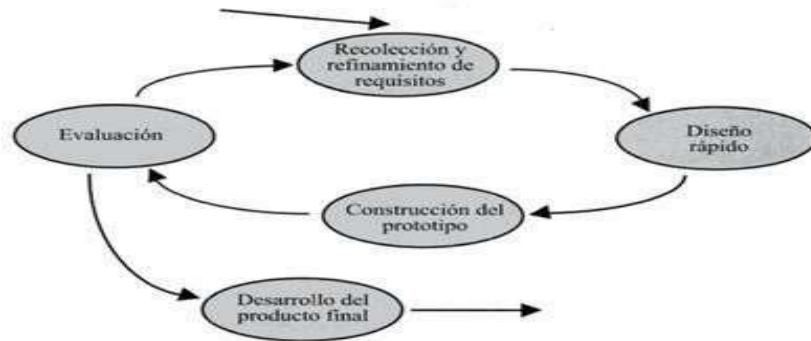 Recolección y
refinamiento de
requisitos
Evaluación
Diseño
rápido
Construcción del
prototipo
Desarrollo del
producto final